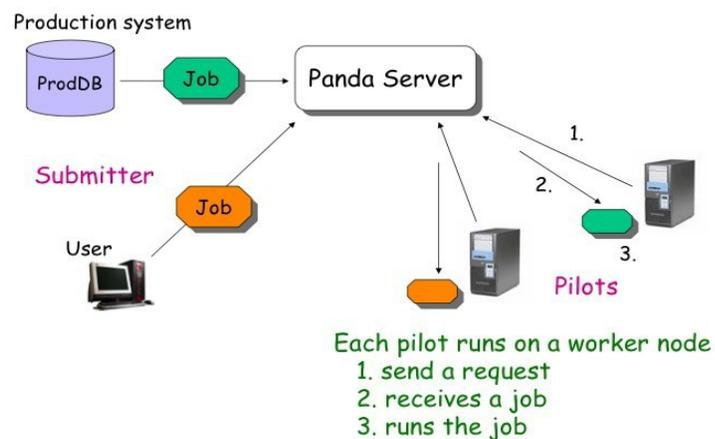 Production system
ProdDB
Job
Panda Server
1.
Submitter
2.
Job
User
3.
Pilots
Each pilot runs on a worker node
1. send a request
2. receives a job
3. runs the job